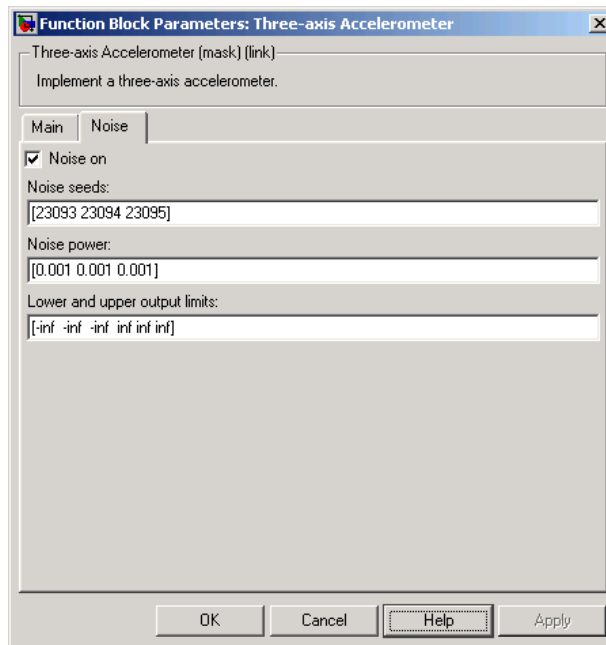 Function Block Parameters: Three-axis Accelerometer
Three-axis Accelerometer (mask) (link)
Implement a three-axis accelerometer.
Main Noise
Noise on
Noise seeds:
[23093 23094 23095]
Noise power:
[0.001 0.001 0.001]
Lower and upper output limits:
[-inf -inf -inf inf inf inf]
OK Cancel Help Apply